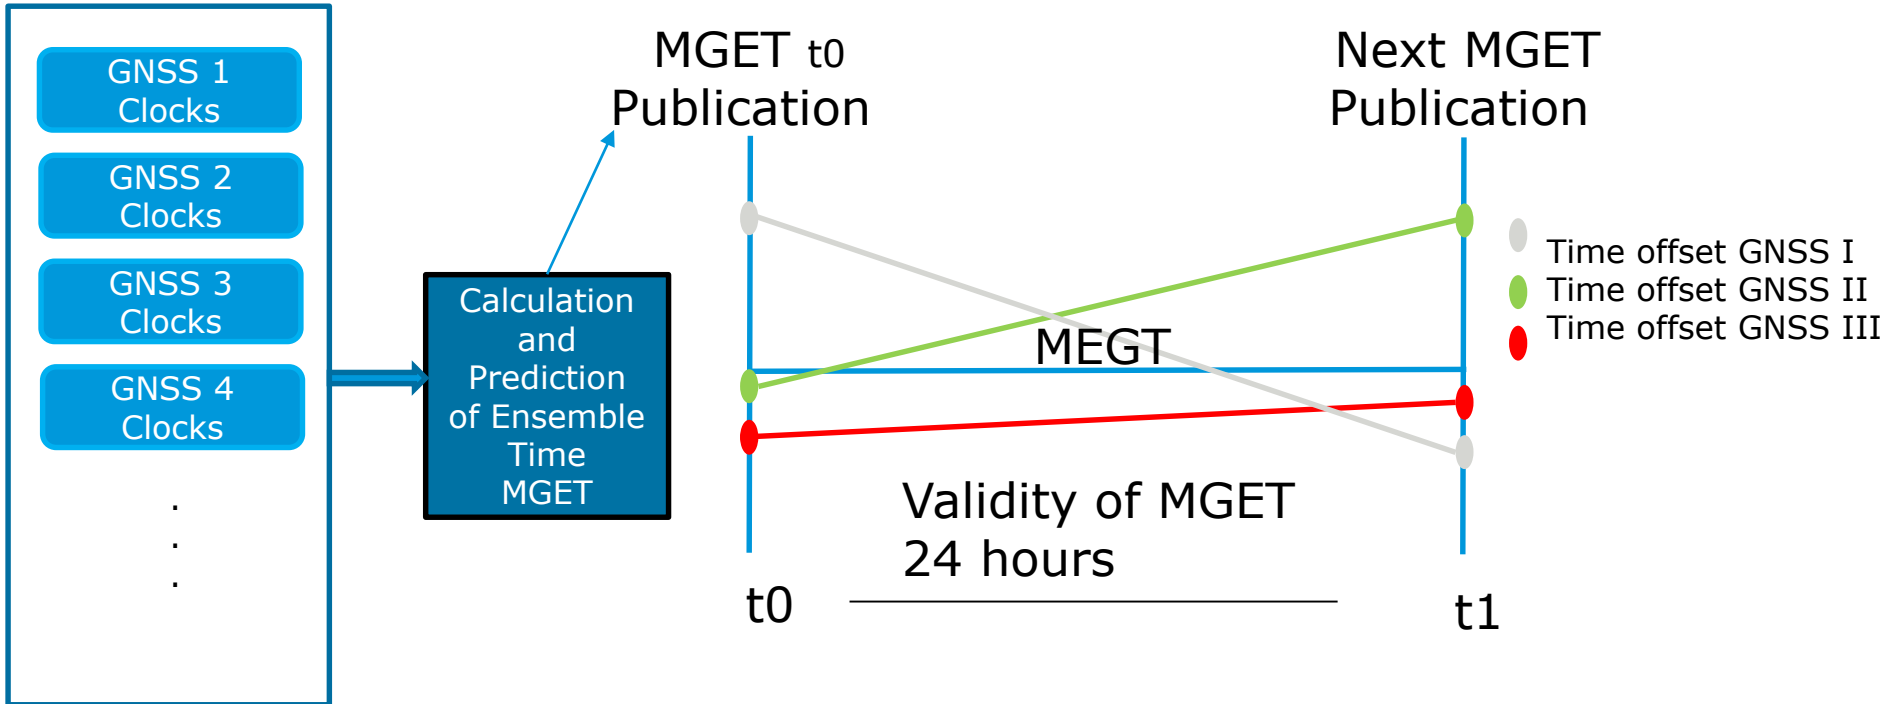 GNSS 1
Clocks
GNSS 2
Clocks
GNSS 3
Clocks
GNSS 4
Clocks
.
.
.
Calculation
and
Prediction
of Ensemble
Time
MGET
MGET t0
Publication
Next MGET
Publication
MEGT
Time offset GNSS I
Time offset GNSS II
Time offset GNSS III
Validity of MGET
24 hours
t0
t1